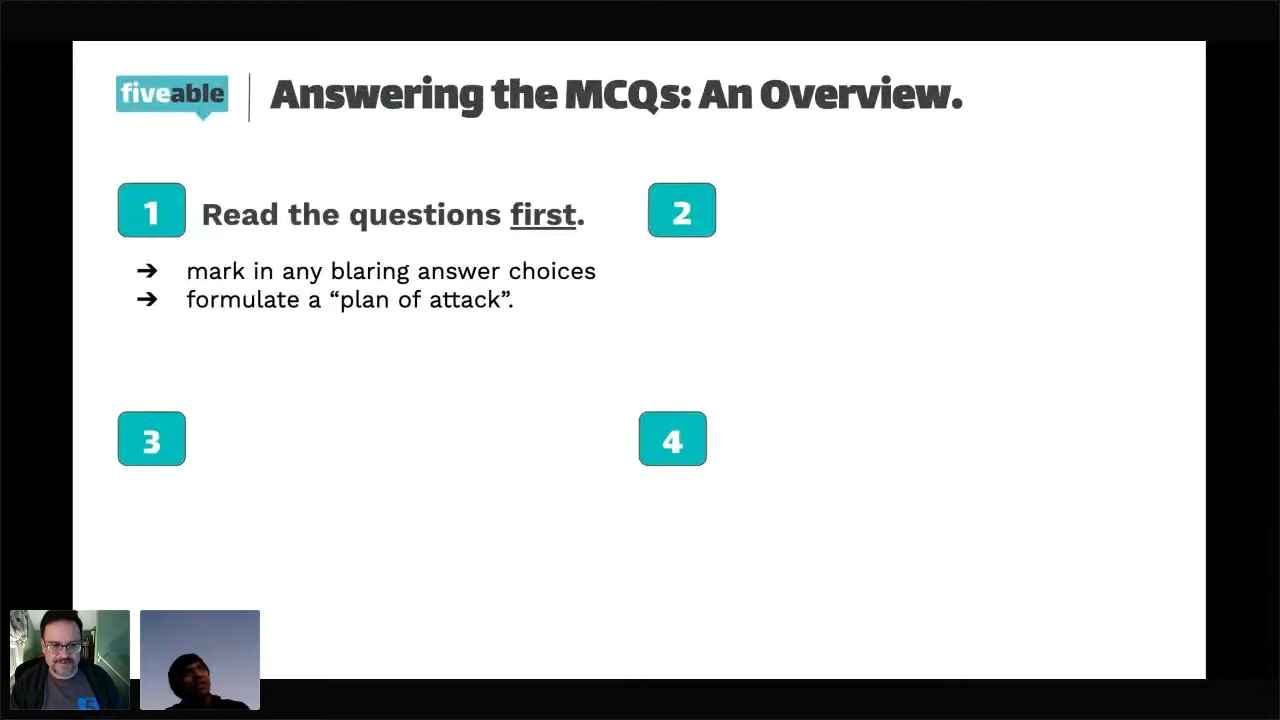 fiveable
Answering the MCQs: An Overview.
1
Read the questions first.
➔ mark in any blaring answer choices
➔ formulate a “plan of attack”.
2
3
4
5